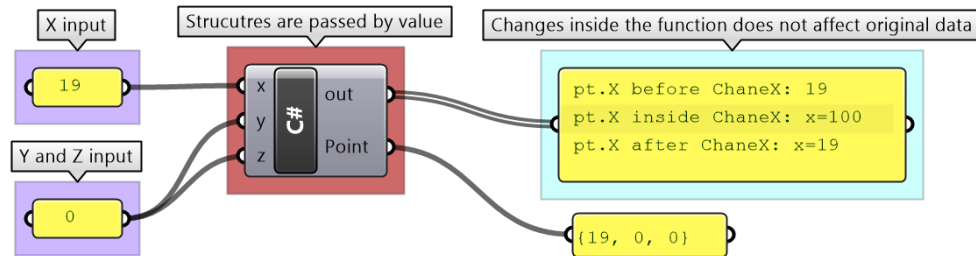 X input
Strucutres are passed by value
Changes inside the function does not affect original data
19
x
y
z
C#
out
Point
pt.X before ChaneX: 19
pt.X inside ChaneX: x=100
pt.X after ChaneX: x=19
Y and Z input
0
{19, 0, 0}